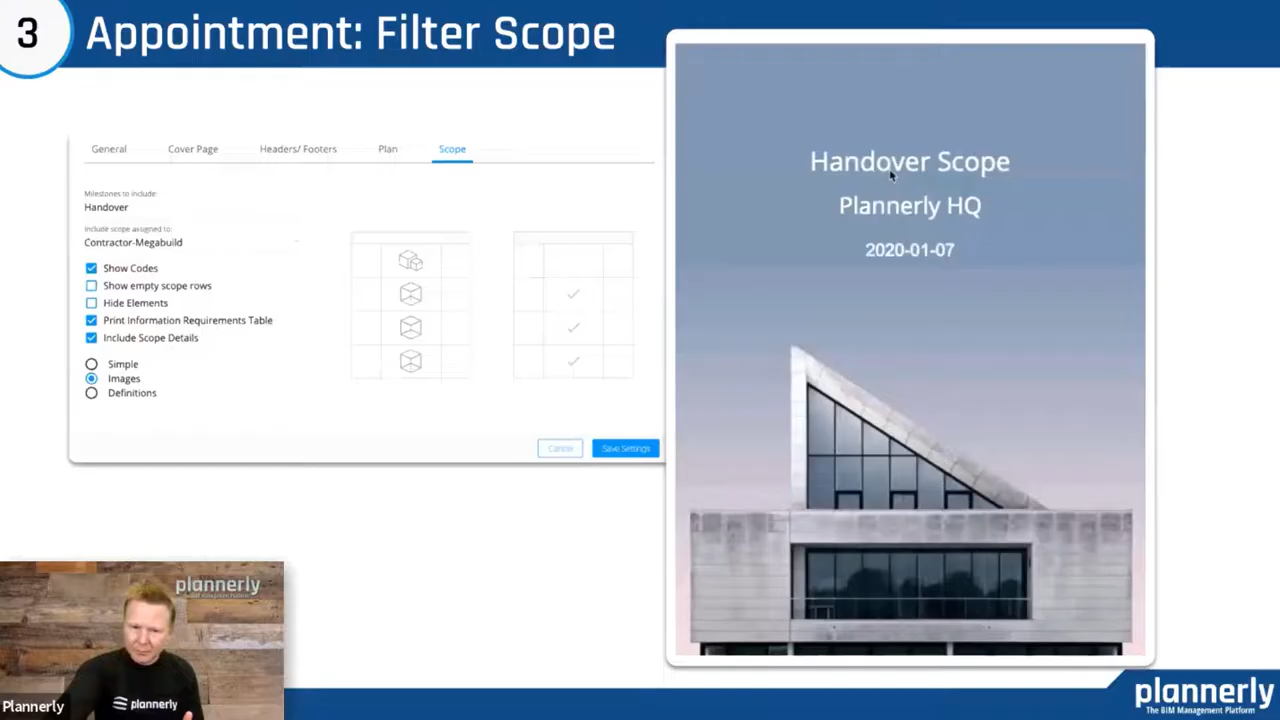 3
Appointment: Filter Scope
General
Cover Page
Headers/ Footers
Plan
Scope
Milestones to include:
Handover
Include scope assigned to:
Contractor-Megabuild
Show Codes
Show empty scope rows
Hide Elements
Print Information Requirements Table
Include Scope Details
Simple
Images
Definitions
Cancel
Save Settings
Handover Scope
Plannerly HQ
2020-01-07
plannerly
plannerly
Plannerly
plannerly
The BIM Management Platform